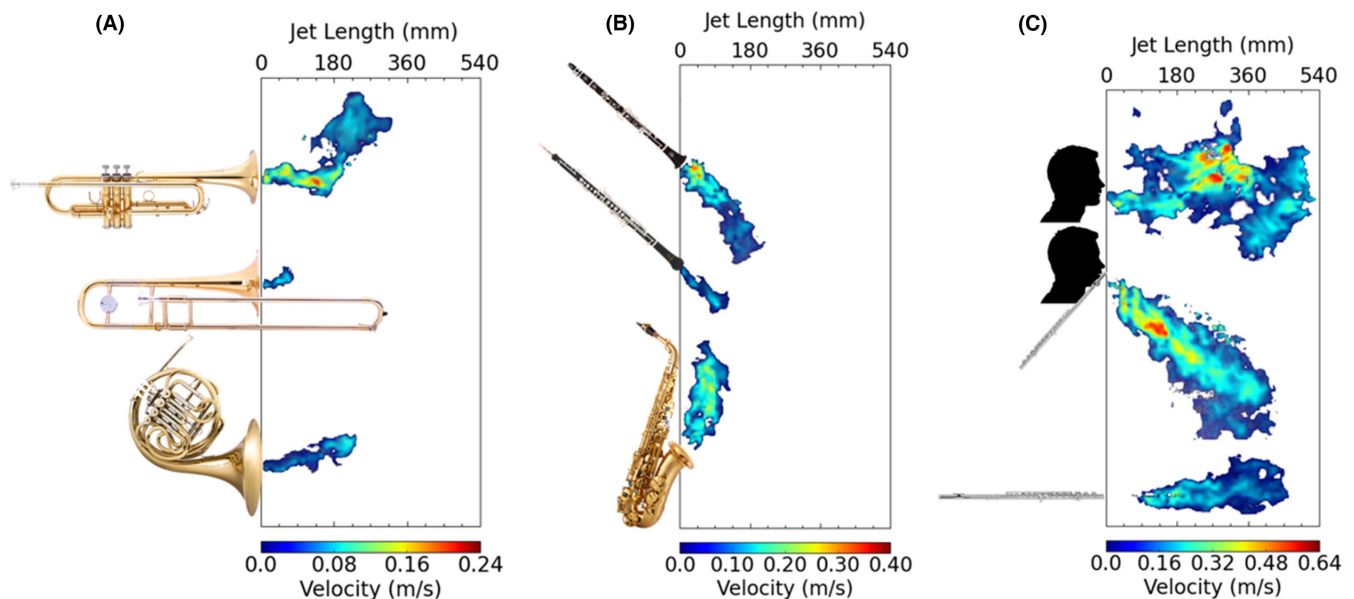 (A)
Jet Length (mm)
0 180 360 540
0.0 0.08 0.16 0.24
Velocity (m/s)
(B)
Jet Length (mm)
0 180 360 540
0.0 0.10 0.20 0.30 0.40
Velocity (m/s)
(C)
Jet Length (mm)
0 180 360 540
0.0 0.16 0.32 0.48 0.64
Velocity (m/s)